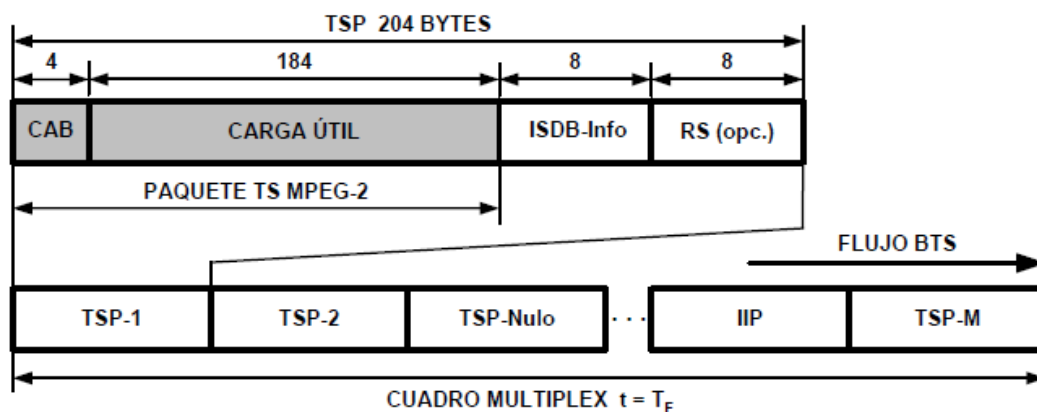 TSP 204 BYTES
4 184 8 8
CAB CARGA ÚTIL ISDB-Info RS (opc.)
PAQUETE TS MPEG-2
FLUJO BTS
TSP-1 TSP-2 TSP-Nulo . . . IIP TSP-M
CUADRO MULTIPLEX t = TF